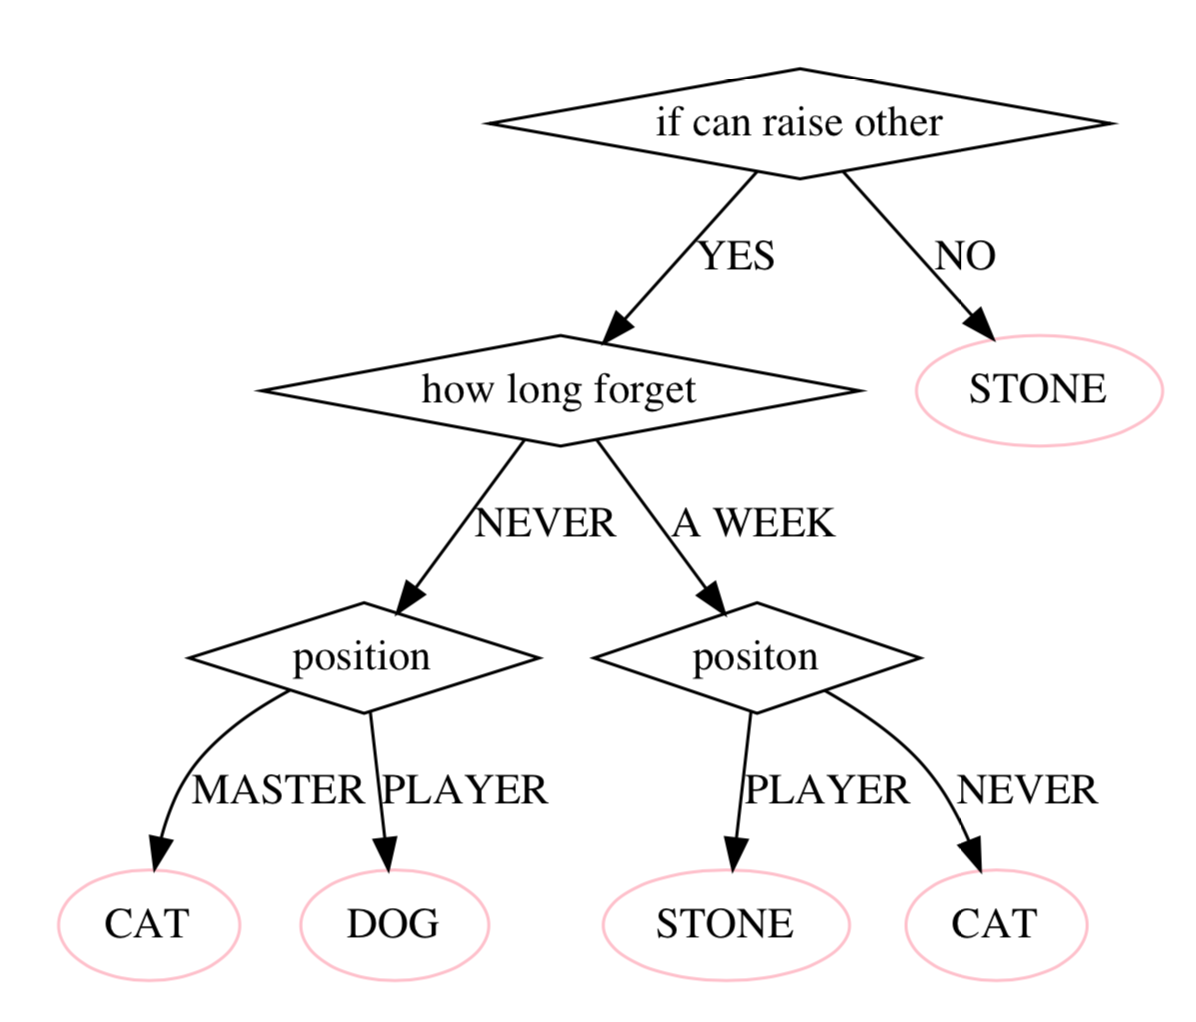 if can raise other
YES
NO
how long forget
STONE
NEVER
A WEEK
position
positon
MASTER
PLAYER
PLAYER
NEVER
CAT
DOG
STONE
CAT